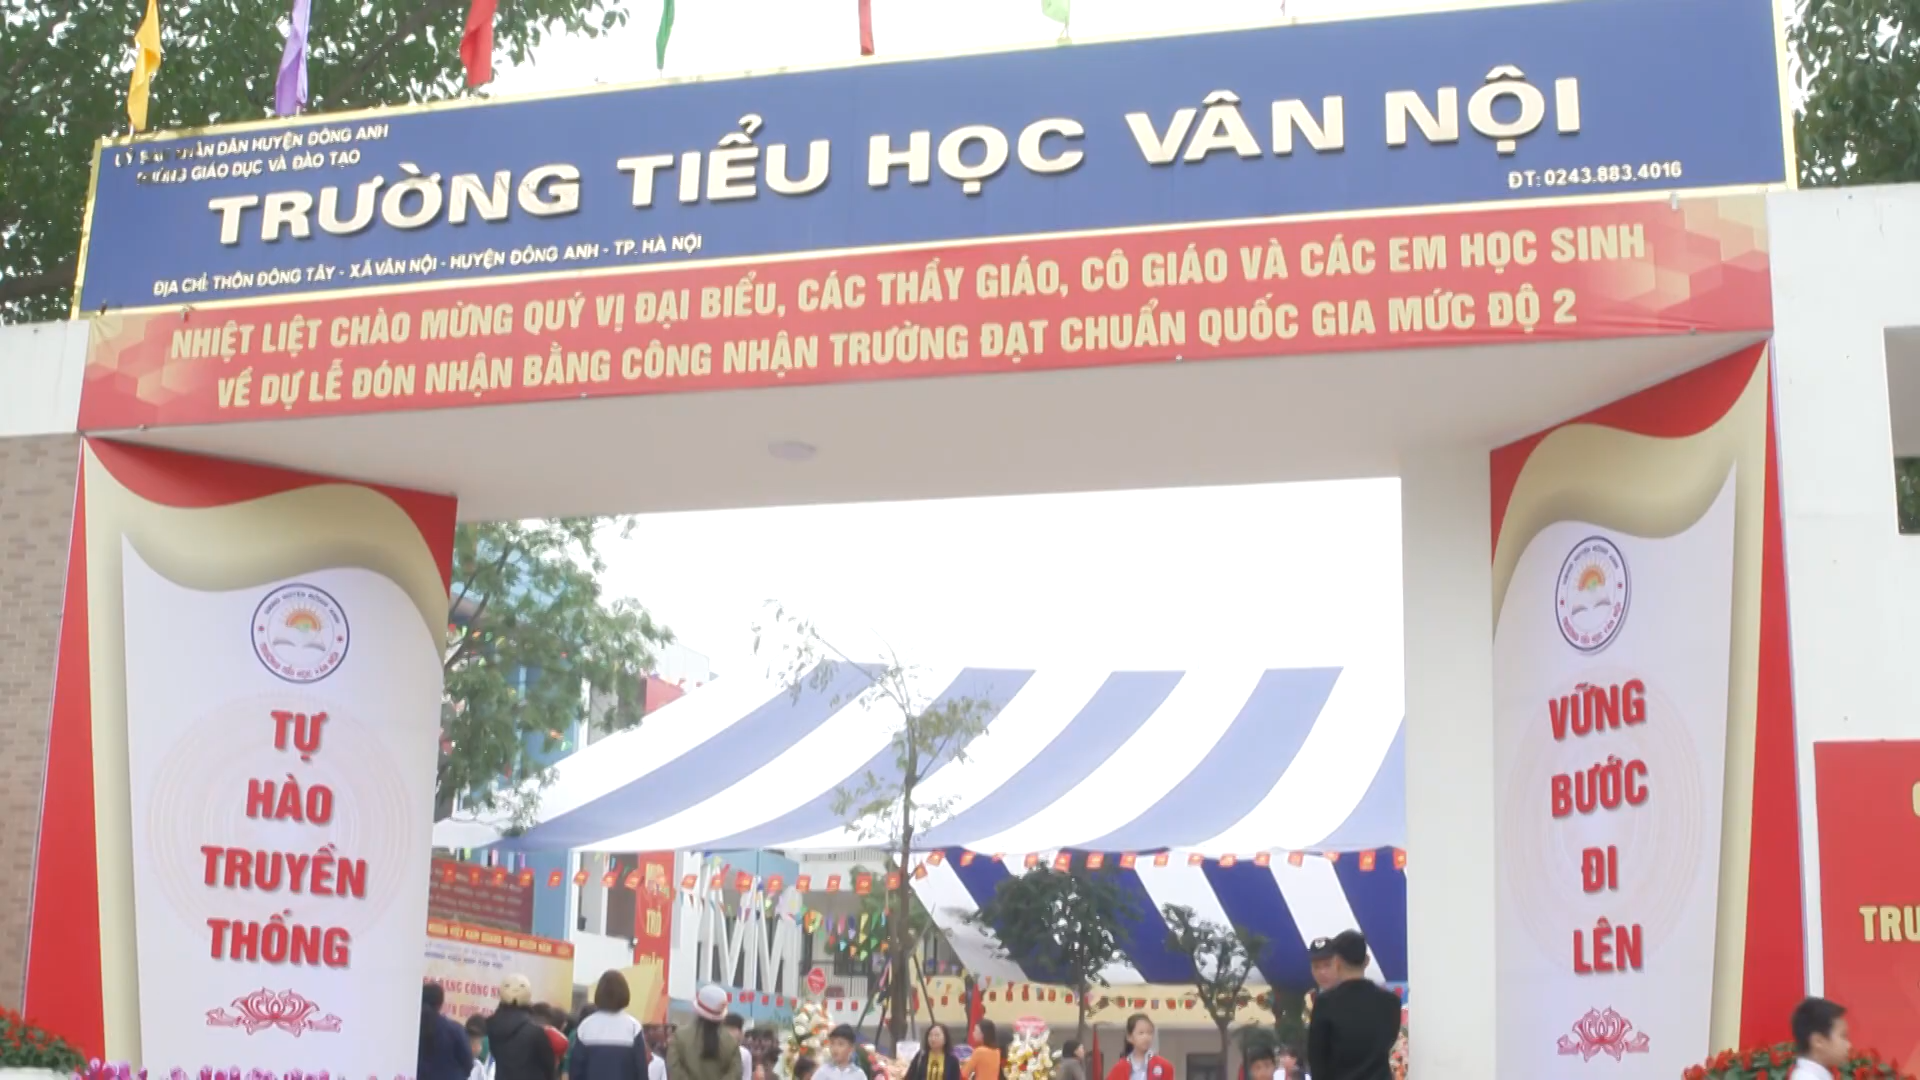 ỦY BAN NHÂN DÂN HUYỆN ĐÔNG ANH
PHÒNG GIÁO DỤC VÀ ĐÀO TẠO
TRƯỜNG TIỂU HỌC VÂN NỘI
ĐT: 0243.883.4016
ĐỊA CHỈ: THÔN ĐÔNG TÂY - XÃ VÂN NỘI - HUYỆN ĐÔNG ANH - TP. HÀ NỘI
NHIỆT LIỆT CHÀO MỪNG QUÝ VỊ ĐẠI BIỂU, CÁC THẦY GIÁO, CÔ GIÁO VÀ CÁC EM HỌC SINH
VỀ DỰ LỄ ĐÓN NHẬN BẰNG CÔNG NHẬN TRƯỜNG ĐẠT CHUẨN QUỐC GIA MỨC ĐỘ 2
TỰ
HÀO
TRUYỀN
THỐNG
VỮNG
BƯỚC
ĐI
LÊN
TRƯ